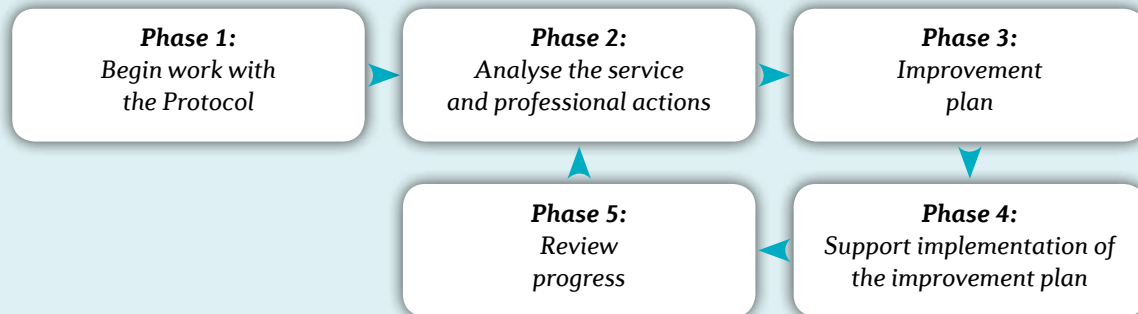 Phase 1:
Begin work with
the Protocol
Phase 2:
Analyse the service
and professional actions
Phase 3:
Improvement
plan
Phase 4:
Support implementation of
the improvement plan
Phase 5:
Review
progress